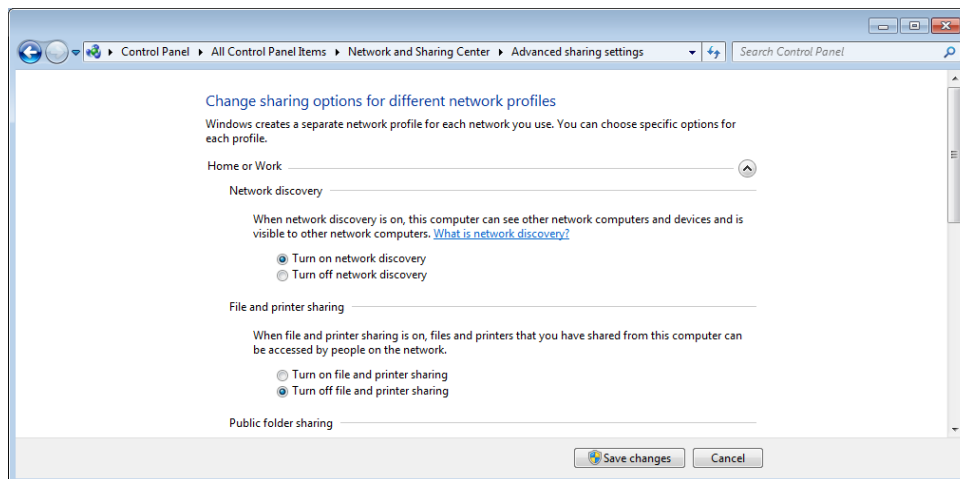 Control Panel ▸ All Control Panel Items ▸ Network and Sharing Center ▸ Advanced sharing settings
Search Control Panel
Change sharing options for different network profiles
Windows creates a separate network profile for each network you use. You can choose specific options for
each profile.
Home or Work
Network discovery
When network discovery is on, this computer can see other network computers and devices and is
visible to other network computers. What is network discovery?
Turn on network discovery
Turn off network discovery
File and printer sharing
When file and printer sharing is on, files and printers that you have shared from this computer can
be accessed by people on the network.
Turn on file and printer sharing
Turn off file and printer sharing
Public folder sharing
Save changes
Cancel